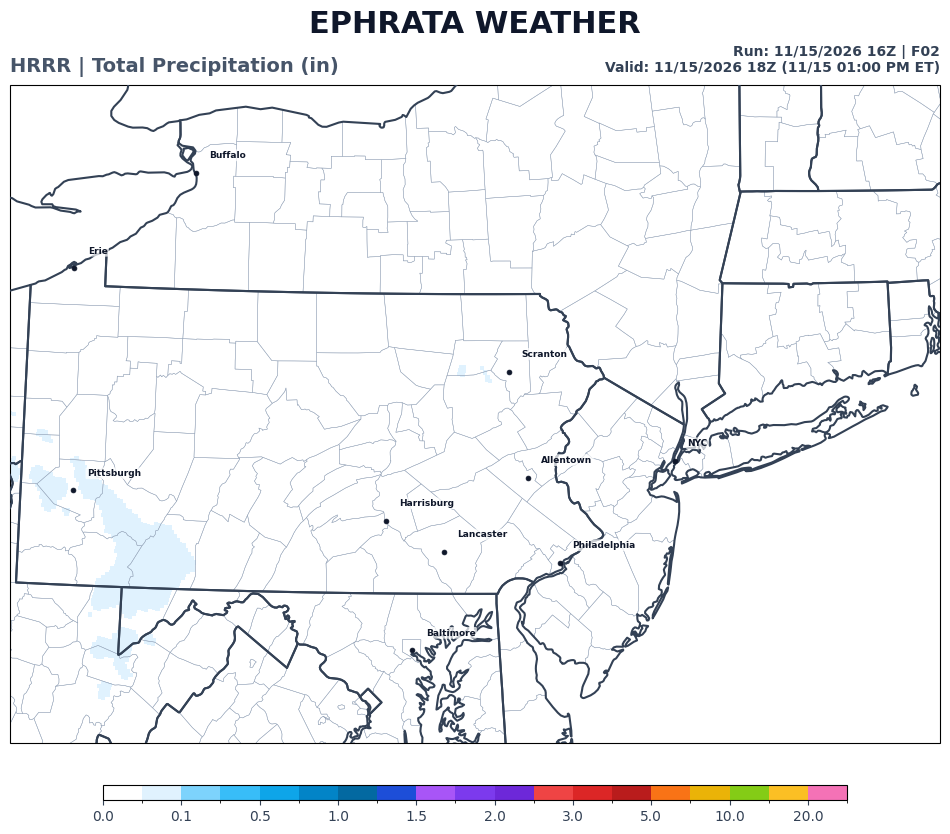 EPHRATA WEATHER
HRRR | Total Precipitation (in)
Run: 11/15/2026 16Z | F02
Valid: 11/15/2026 18Z (11/15 01:00 PM ET)
Buffalo
Erie
Scranton
NYC
Allentown
Pittsburgh
Harrisburg
Lancaster
Philadelphia
Baltimore
0.0 0.1 0.5 1.0 1.5 2.0 3.0 5.0 10.0 20.0